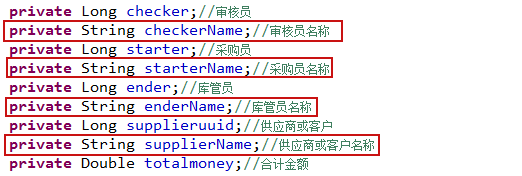 private Long checker;//审核员
private String checkerName;//审核员名称
private Long starter;//采购员
private String starterName;//采购员名称
private Long ender;//库管员
private String enderName;//库管员名称
private Long supplieruuid;//供应商或客户
private String supplierName;//供应商或客户名称
private Double totalmoney;//合计金额